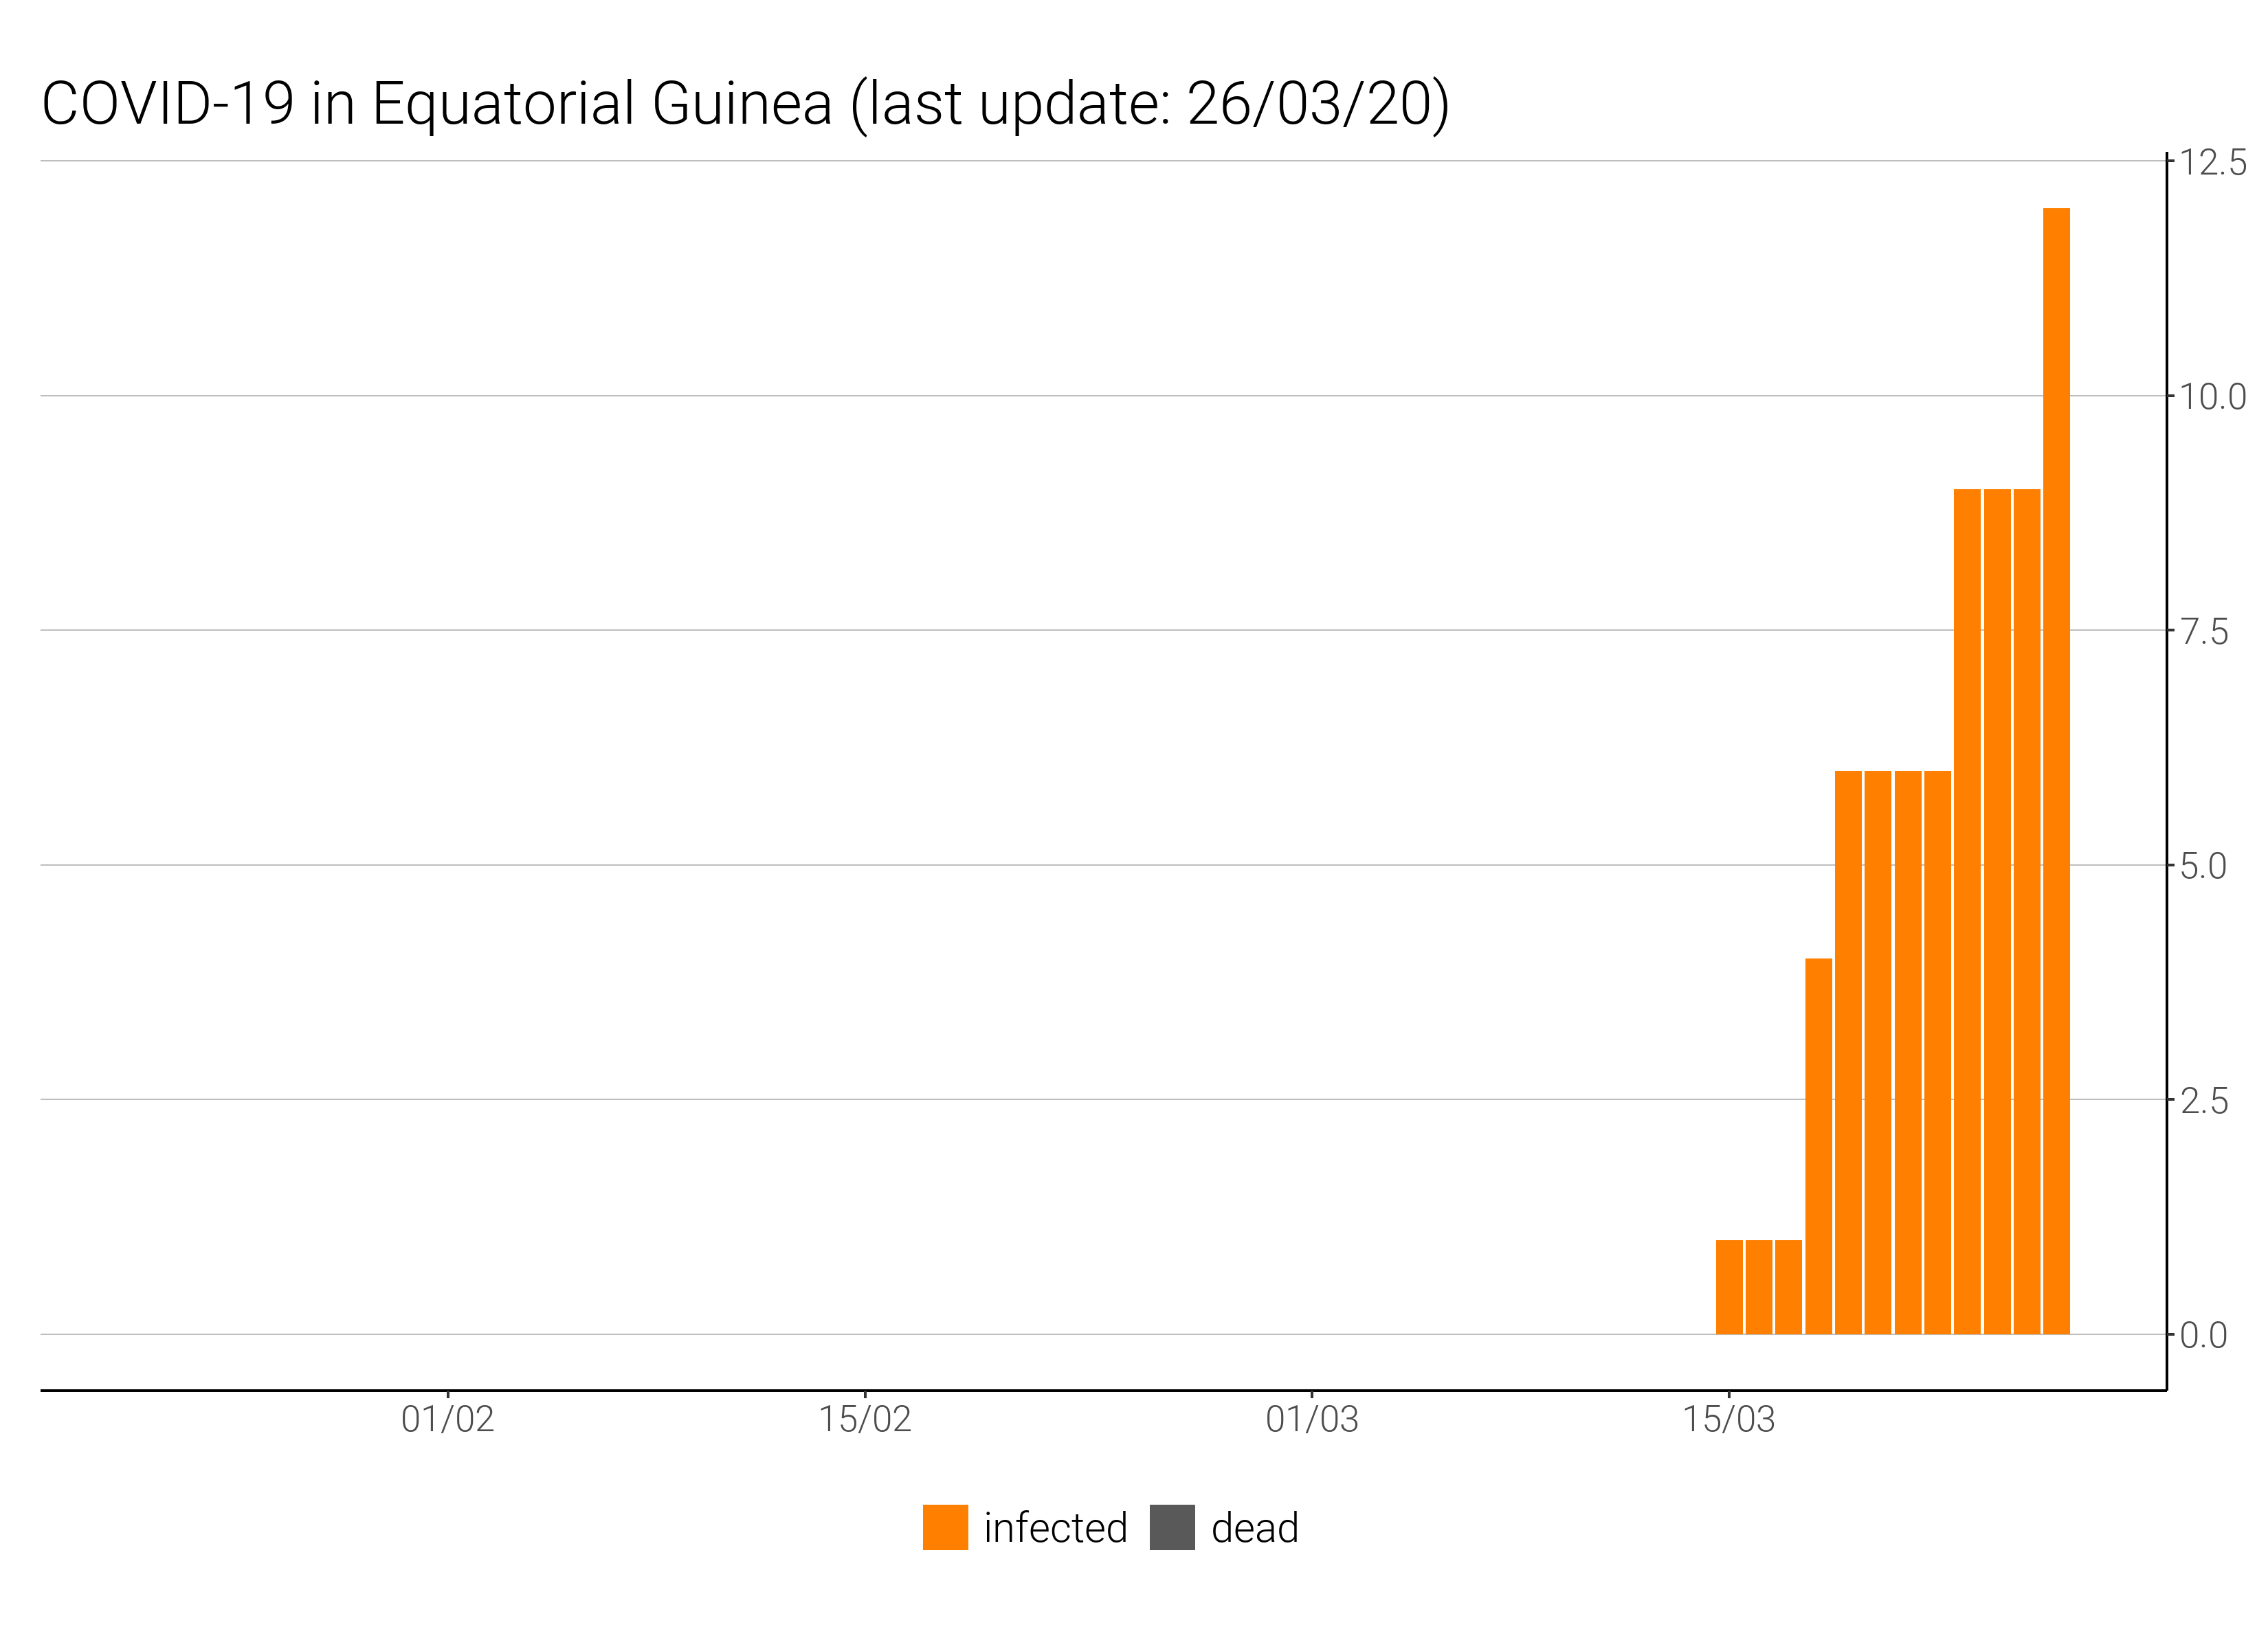 COVID-19 in Equatorial Guinea (last update: 26/03/20)
12.5
10.0
7.5
5.0
2.5
0.0
01/02 15/02 01/03 15/03
infected dead